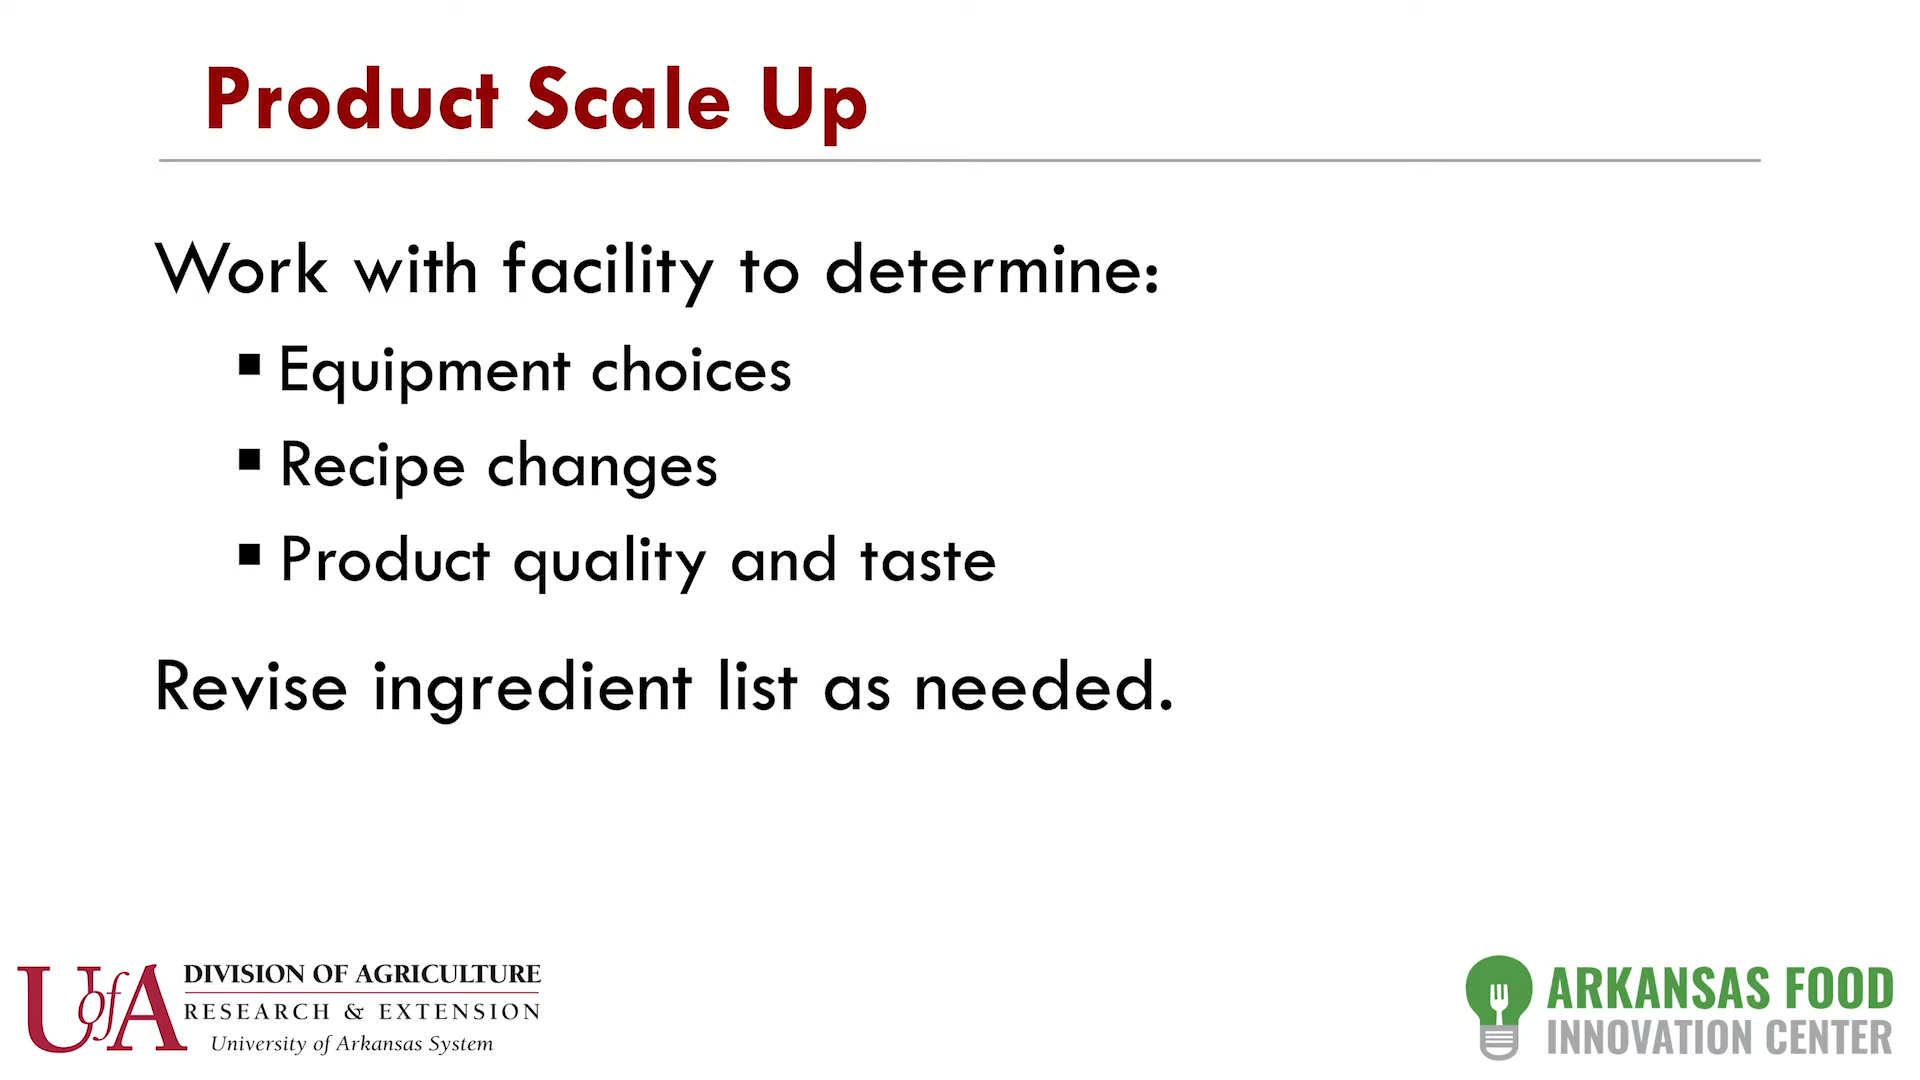 Product Scale Up
Work with facility to determine:
▪ Equipment choices
▪ Recipe changes
▪ Product quality and taste
Revise ingredient list as needed.
UofA DIVISION OF AGRICULTURE
RESEARCH & EXTENSION
University of Arkansas System
ARKANSAS FOOD
INNOVATION CENTER